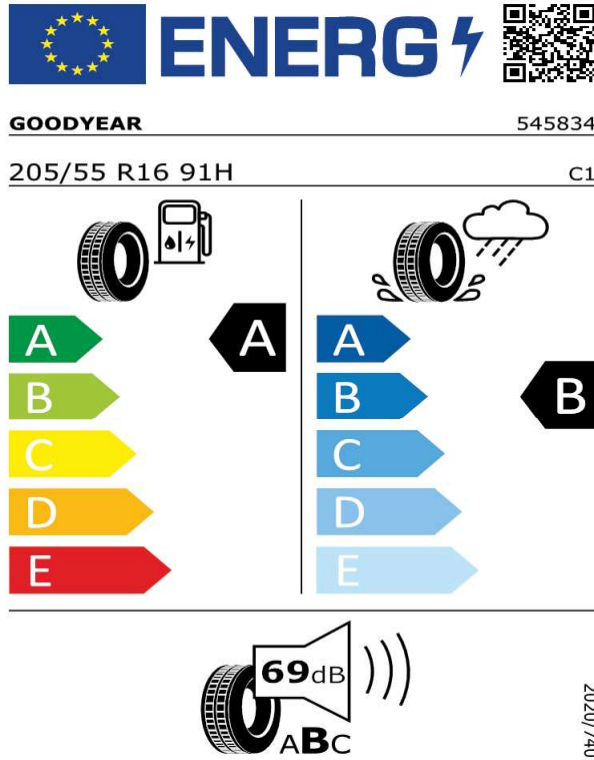 ENERG
GOODYEAR 545834
205/55 R16 91H C1
A A
B
C
D
E
A
B B
C
D
E
69dB
ABC
2020/740